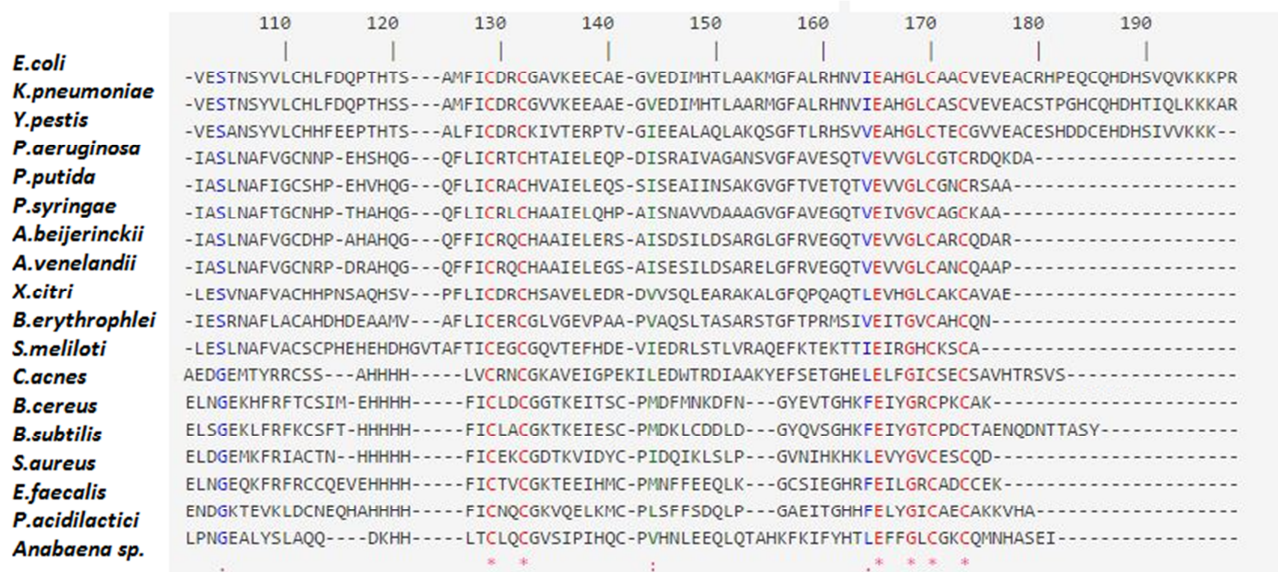 110 120 130 140 150 160 170 180 190
| | | | | | | | |
E.coli -VESTNSYVLCHLFDQPTHTS---AMFICDRCGAVKEECAE-GVEDIMHTLAAKMGFALRHNVIEAHGLCAACVEVEACRHPEQCQHDHSVQVKKKPR
K.pneumoniae -VESTNSYVLCHLFDQPTHSS---AMFICDRCGVVKEEAAE-GVEDIMHTLAARMGFALRHNVIEAHGLCASCVEVEACSTPGHCQHDHTIQLKKKAR
Y.pestis -VESANSYVLCHHFEEPTHTS---ALFICDRCKIVTERPTV-GIEEALAQLAKQSGFTLRHSVVEAHGLCTECGVVEACESHDDCEHDHSIVVKKK--
P.aeruginosa -IASLNAFVGCNNP-EHSHQG---QFLICRTCHTAIELEQP-DISRAIVAGANSVGFAVESQTVEVVGLCGTCRDQKDA-------------------
P.putida -IASLNAFIGCSHP-EHVHQG---QFLICRACHVAIELEQS-SISEAIINSAKGVGFTVETQTVEVVGLCGNCRSAA---------------------
P.syringae -IASLNAFTGCNHP-THAHQG---QFLICRLCHAAIELQHP-AISNAVVDAAAGVGFAVEGQTVEIVGVCAGCKAA----------------------
A.beijerinckii -IASLNAFVGCDHP-AHAHQG---QFFICRQCHAAIELERS-AISDSILDSARGLGFRVEGQTVEVVGLCARCQDAR---------------------
A.venelandii -IASLNAFVGCNRP-DRAHQG---QFFICRQCHAAIELEGS-AISESILDSARELGFRVEGQTVEVVGLCANCQAAP---------------------
X.citri -LESVNAFVACHHPNSAQHSV---PFLICDRCHSAVELEDR-DVVSQLEARAKALGFQPQAQTLEVHGLCAKCAVAE---------------------
B.erythrophlei -IESRNAFLACAHDHDEAAMV---AFLICERCGLVGEVPAA-PVAQSLTASARSTGFTPRMSIVEITGVCAHCQN-----------------------
S.meliloti -LESLNAFVACSCPHEHEHDHGVTAFTICEGCGQVTEFHDE-VIEDRLSTLVRAQEFKTEKTTIEIRGHCKSCA------------------------
C.acnes AEDGEMTYRRCSS---AHHHH------LVCRNCGKAVEIGPEKILEDWTRDIAAKYEFSETGHELELFGICSECSAVHTRSVS----------------
B.cereus ELNGEKHFRFTCSIM-EHHHH------FICLDCGGTKEITSC-PMDFMNKDFN---GYEVTGHKFEIYGRCPKCAK-----------------------
B.subtilis ELSGEKLFRFKCSFT-HHHHH------FICLACGKTKEIESC-PMDKLCDDLD---GYQVSGHKFEIYGTCPDCTAENQDNTTASY-------------
S.aureus ELDGEMKFRIACTN--HHHHH------FICEKCGDTKVIDYC-PIDQIKLSLP---GVNIHKHKLEVYGVCESCQD-----------------------
E.faecalis ELNGEQKFRFRCCQEVEHHHH------FICTVCGKTEEIHMC-PMNFFEEQLK---GCSIEGHRFEILGRCADCCEK----------------------
P.acidilactici ENDGKTEVKLDCNEQHAHHHH------FICNQCGKVQELKMC-PLSFFSDQLP---GAEITGHHFELYGICAECAKKVHA-------------------
Anabaena sp. LPNGEALYSLAQQ----DKHH------LTCLQCGVSIPIHQC-PVHNLEEQLQTAHKFKIFYHTLEFFGLCGKCQMNHASEI-----------------
. * * : .* * * *